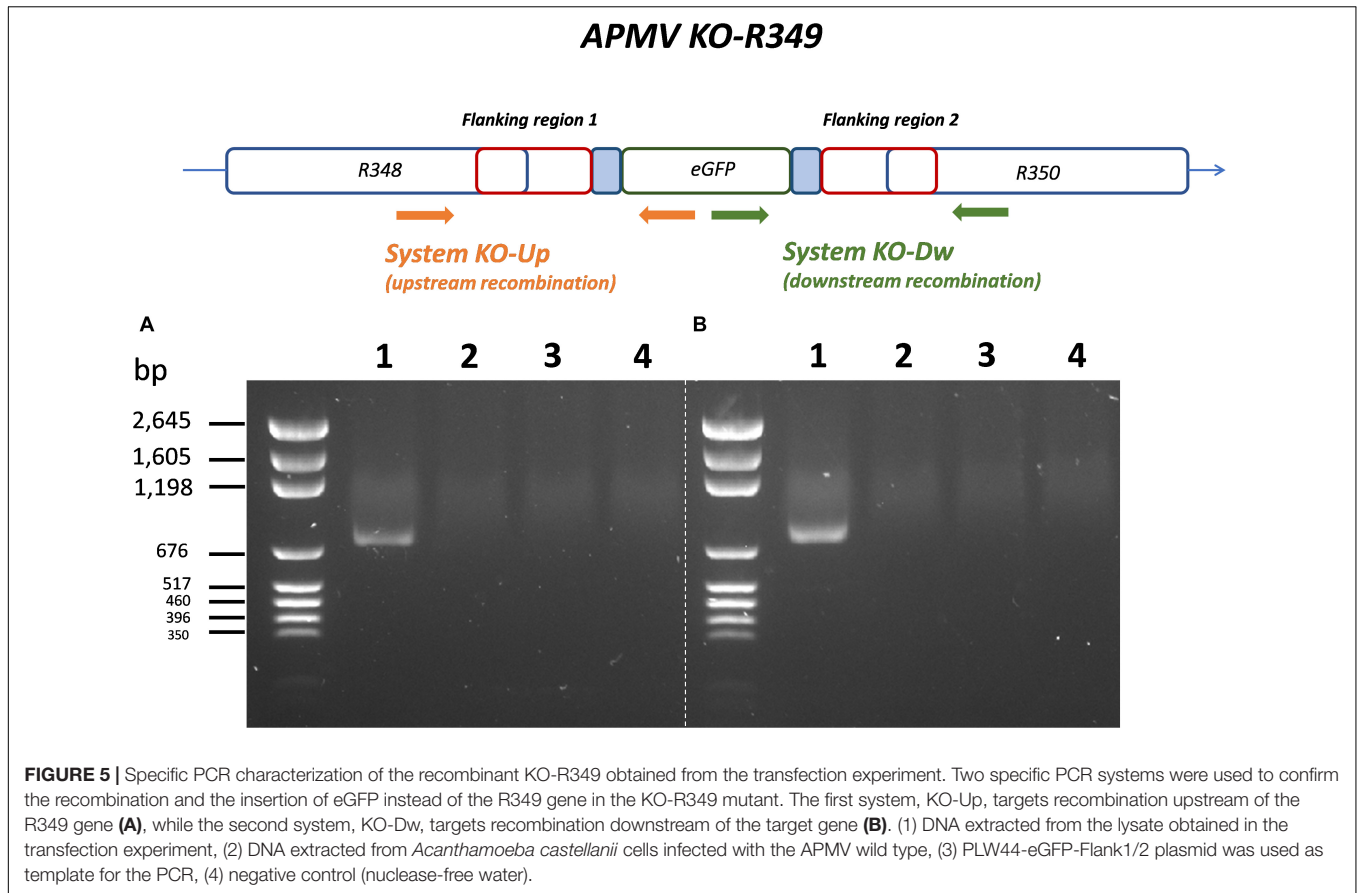 APMV KO-R349
Flanking region 1
Flanking region 2
R348
eGFP
R350
System KO-Up
(upstream recombination)
System KO-Dw
(downstream recombination)
A
B
bp
1 2 3 4
1 2 3 4
2,645
1,605
1,198
676
517
460
396
350
FIGURE 5 | Specific PCR characterization of the recombinant KO-R349 obtained from the transfection experiment. Two specific PCR systems were used to confirm
the recombination and the insertion of eGFP instead of the R349 gene in the KO-R349 mutant. The first system, KO-Up, targets recombination upstream of the
R349 gene (A), while the second system, KO-Dw, targets recombination downstream of the target gene (B). (1) DNA extracted from the lysate obtained in the
transfection experiment, (2) DNA extracted from Acanthamoeba castellanii cells infected with the APMV wild type, (3) PLW44-eGFP-Flank1/2 plasmid was used as
template for the PCR, (4) negative control (nuclease-free water).